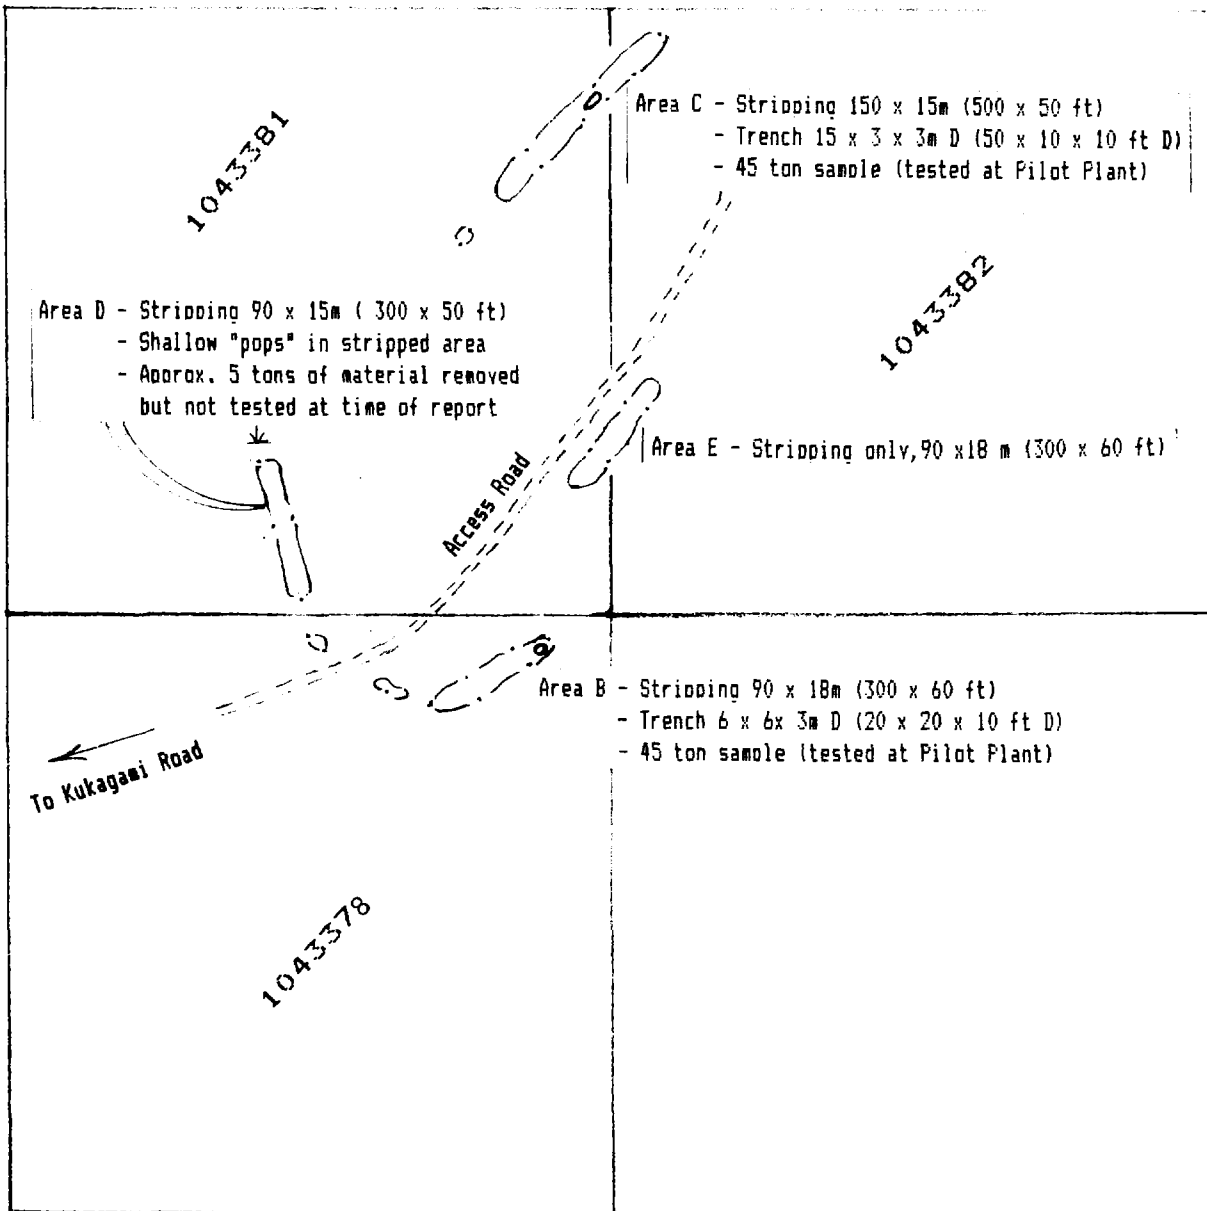 Area C - Stripping 150 x 15m (500 x 50 ft)
- Trench 15 x 3 x 3m D (50 x 10 x 10 ft D)
- 45 ton sample (tested at Pilot Plant)
1043381
1043382
Area D - Stripping 90 x 15m ( 300 x 50 ft)
- Shallow "pops" in stripped area
- Approx. 5 tons of material removed
but not tested at time of report
Area E - Stripping only, 90 x18 m (300 x 60 ft)
Access Road
Area B - Stripping 90 x 18m (300 x 60 ft)
- Trench 6 x 6x 3m D (20 x 20 x 10 ft D)
- 45 ton sample (tested at Pilot Plant)
To Kukagami Road
1043378